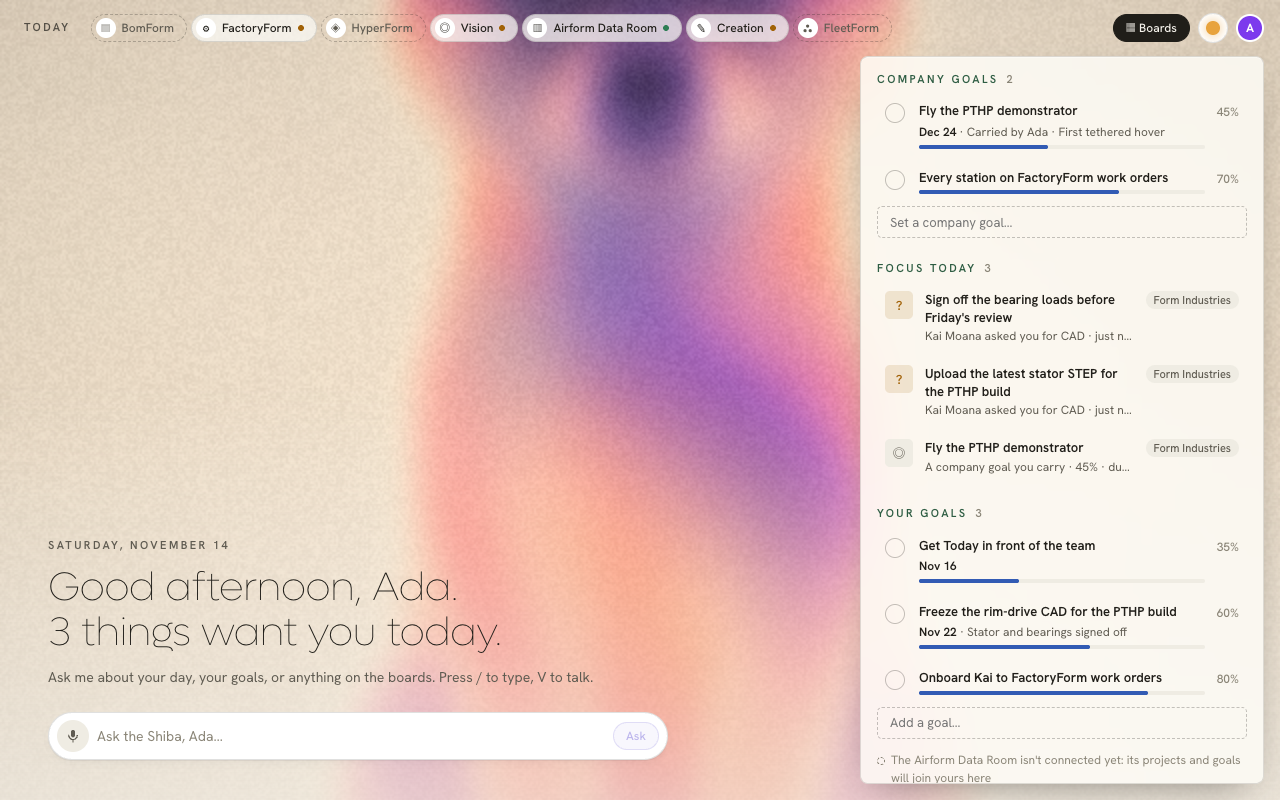 TODAY
BomForm
FactoryForm
HyperForm
Vision
Airform Data Room
Creation
FleetForm
Boards
A
COMPANY GOALS 2
Fly the PTHP demonstrator 45%
Dec 24 · Carried by Ada · First tethered hover
Every station on FactoryForm work orders 70%
Set a company goal...
FOCUS TODAY 3
? Sign off the bearing loads before Form Industries
Friday's review
Kai Moana asked you for CAD · just n...
? Upload the latest stator STEP for Form Industries
the PTHP build
Kai Moana asked you for CAD · just n...
Fly the PTHP demonstrator Form Industries
A company goal you carry · 45% · du...
YOUR GOALS 3
Get Today in front of the team 35%
Nov 16
Freeze the rim-drive CAD for the PTHP build 60%
Nov 22 · Stator and bearings signed off
Onboard Kai to FactoryForm work orders 80%
Add a goal...
The Airform Data Room isn't connected yet: its projects and goals
will join yours here
SATURDAY, NOVEMBER 14
Good afternoon, Ada.
3 things want you today.
Ask me about your day, your goals, or anything on the boards. Press / to type, V to talk.
Ask the Shiba, Ada...
Ask